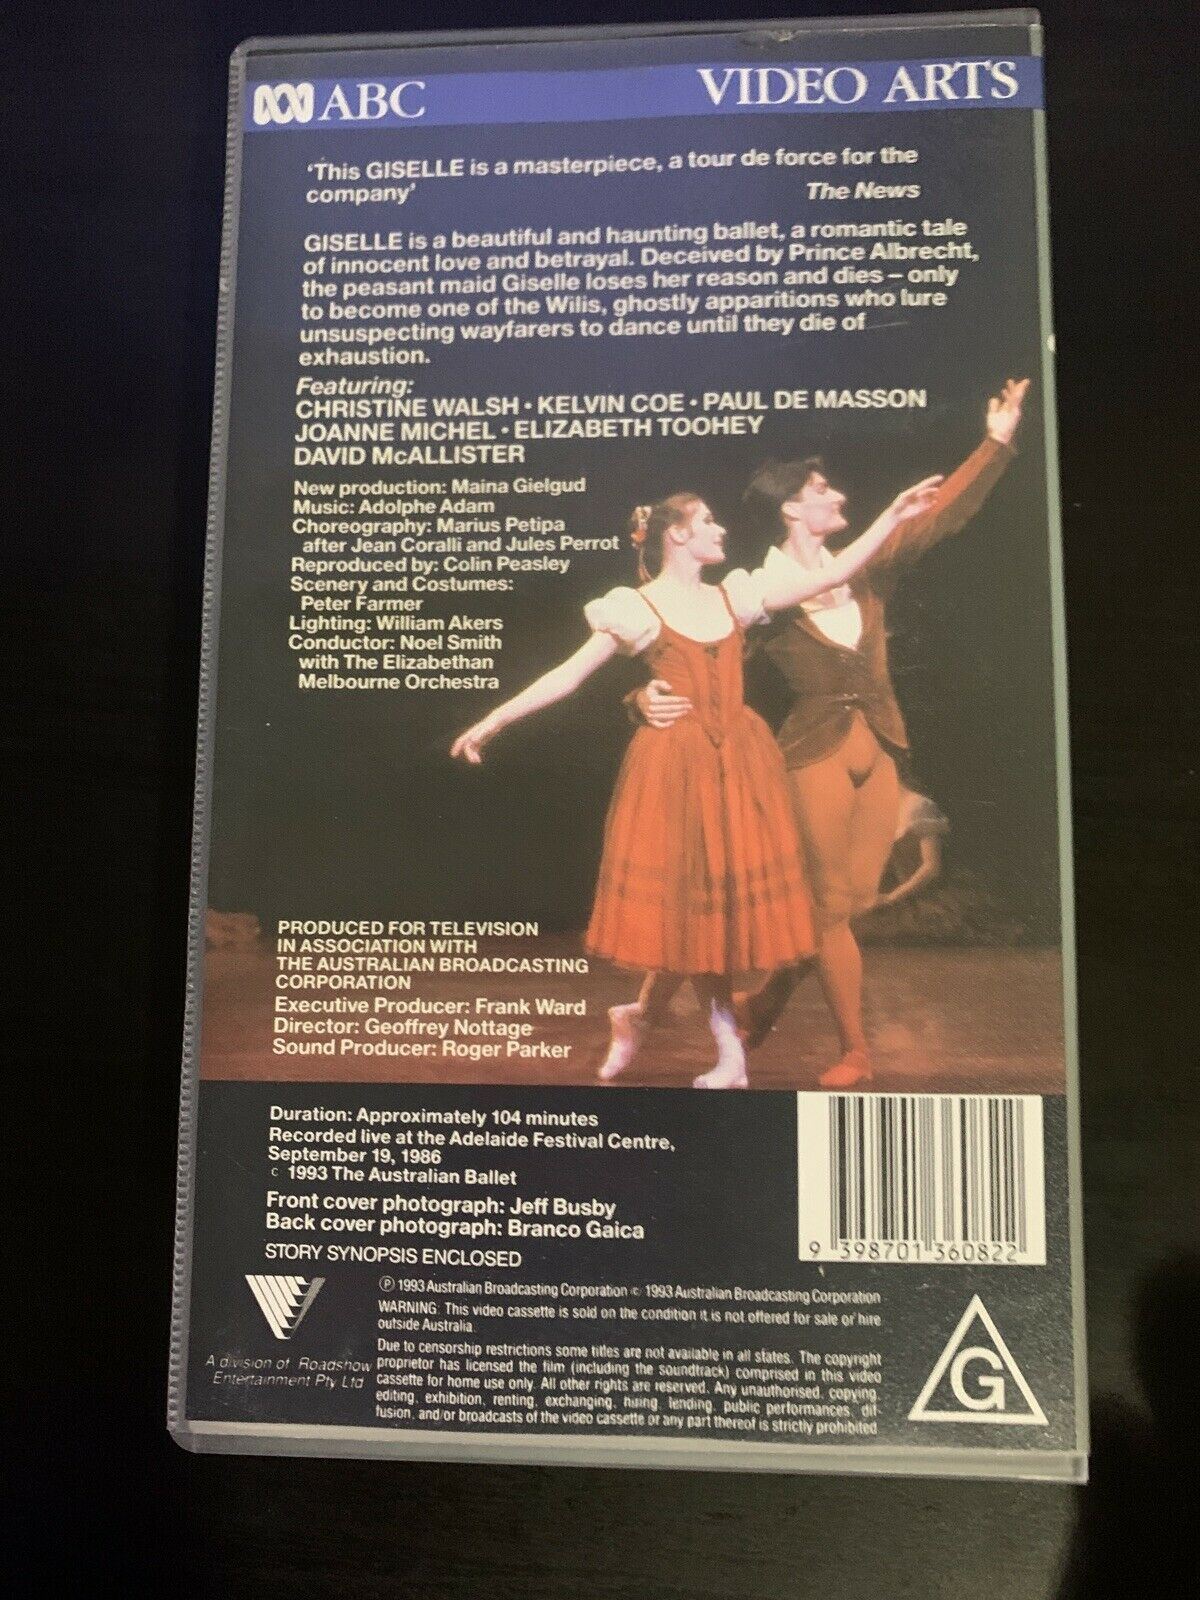 ABC VIDEO ARTS
'This GISELLE is a masterpiece, a tour de force for the
company' The News
GISELLE is a beautiful and haunting ballet, a romantic tale
of innocent love and betrayal. Deceived by Prince Albrecht,
the peasant maid Giselle loses her reason and dies – only
to become one of the Wilis, ghostly apparitions who lure
unsuspecting wayfarers to dance until they die of
exhaustion.
Featuring:
CHRISTINE WALSH • KELVIN COE • PAUL DE MASSON
JOANNE MICHEL • ELIZABETH TOOHEY
DAVID McALLISTER
New production: Maina Gielgud
Music: Adolphe Adam
Choreography: Marius Petipa
after Jean Coralli and Jules Perrot
Reproduced by: Colin Peasley
Scenery and Costumes:
Peter Farmer
Lighting: William Akers
Conductor: Noel Smith
with The Elizabethan
Melbourne Orchestra
PRODUCED FOR TELEVISION
IN ASSOCIATION WITH
THE AUSTRALIAN BROADCASTING
CORPORATION
Executive Producer: Frank Ward
Director: Geoffrey Nottage
Sound Producer: Roger Parker
Duration: Approximately 104 minutes
Recorded live at the Adelaide Festival Centre,
September 19, 1986
c 1993 The Australian Ballet
Front cover photograph: Jeff Busby
Back cover photograph: Branco Gaica
STORY SYNOPSIS ENCLOSED
9 398701 360822
A division of Roadshow
Entertainment Pty Ltd
℗ 1993 Australian Broadcasting Corporation © 1993 Australian Broadcasting Corporation
WARNING: This video cassette is sold on the condition it is not offered for sale or hire
outside Australia.
Due to censorship restrictions some titles are not available in all states. The copyright
proprietor has licensed the film (including the soundtrack) comprised in this video
cassette for home use only. All other rights are reserved. Any unauthorised, copying,
editing, exhibition, renting, exchanging, hiring, lending, public performances, dif-
fusion, and/or broadcasts of the video cassette or any part thereof is strictly prohibited
G